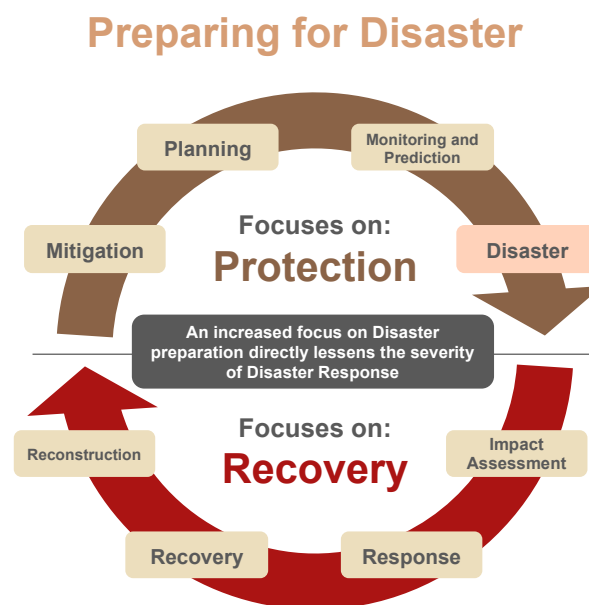 Preparing for Disaster
Planning
Monitoring and
Prediction
Mitigation
Focuses on:
Protection
Disaster
An increased focus on Disaster
preparation directly lessens the severity
of Disaster Response
Focuses on:
Recovery
Reconstruction
Impact
Assessment
Recovery
Response